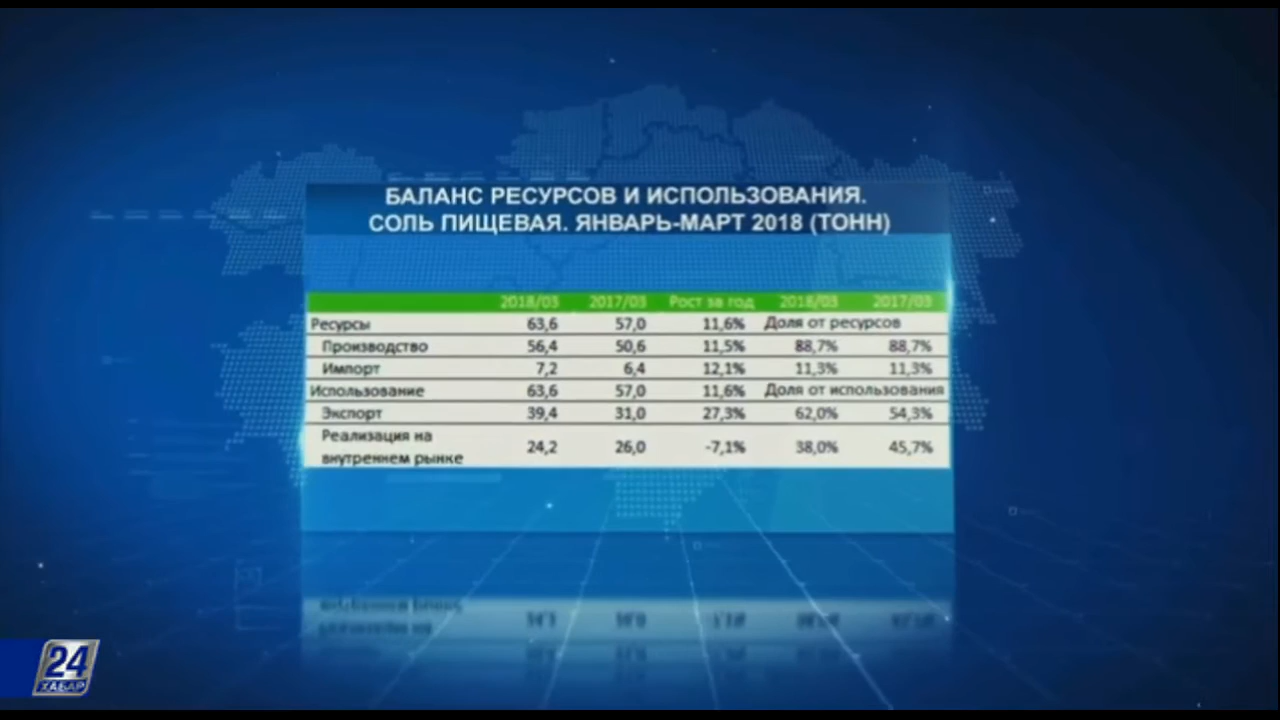 БАЛАНС РЕСУРСОВ И ИСПОЛЬЗОВАНИЯ.
СОЛЬ ПИЩЕВАЯ. ЯНВАРЬ-МАРТ 2018 (ТОНН)
2018/03 2017/03 Рост за год 2018/03 2017/03
Ресурсы 63,6 57,0 11,6% Доля от ресурсов
Производство 56,4 50,6 11,5% 88,7% 88,7%
Импорт 7,2 6,4 12,1% 11,3% 11,3%
Использование 63,6 57,0 11,6% Доля от использования
Экспорт 39,4 31,0 27,3% 62,0% 54,3%
Реализация на
внутреннем рынке 24,2 26,0 -7,1% 38,0% 45,7%
24
ХАБАР